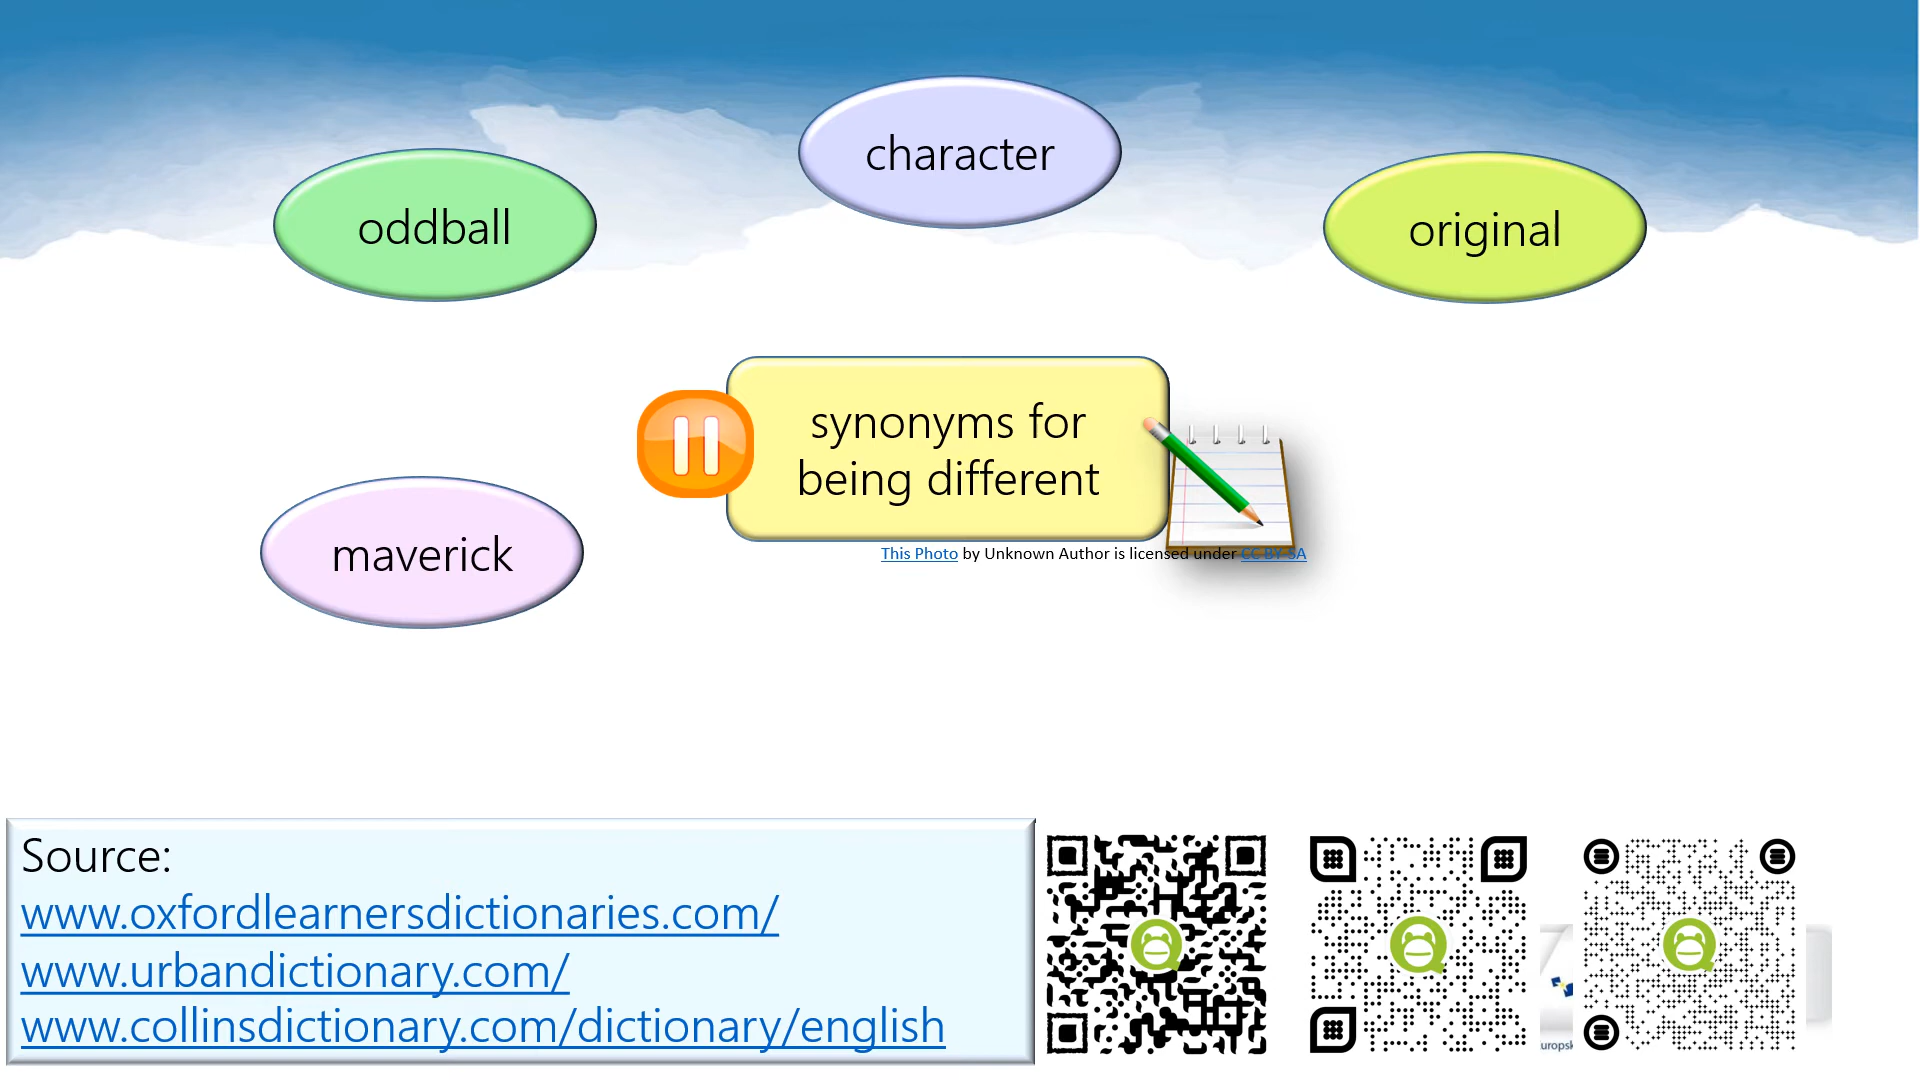 character
oddball
original
synonyms for
being different
This Photo by Unknown Author is licensed under CC BY-SA
maverick
Source:
www.oxfordlearnersdictionaries.com/
www.urbandictionary.com/
www.collinsdictionary.com/dictionary/english